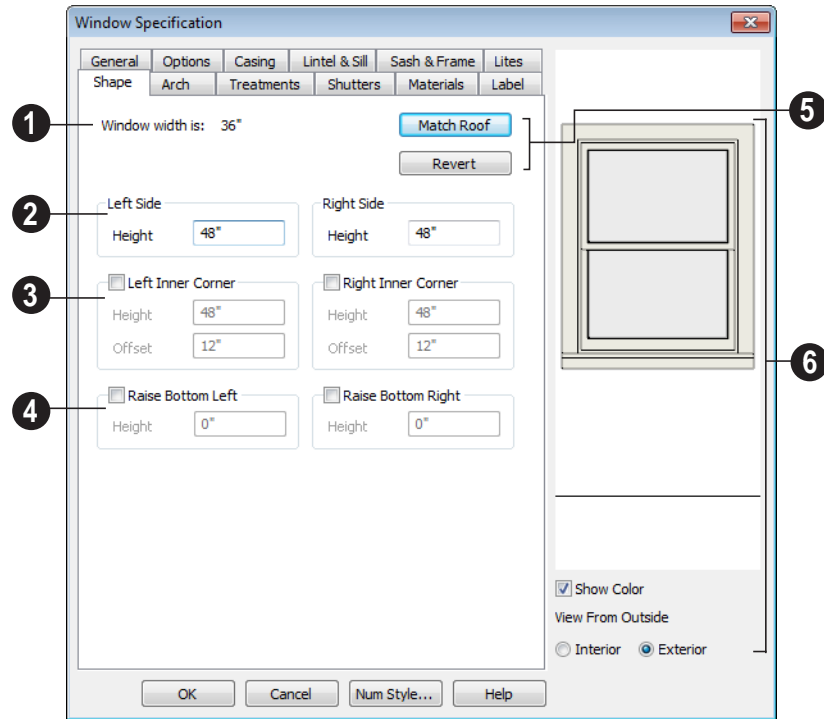 Window Specification
General Options Casing Lintel & Sill Sash & Frame Lites
Shape Arch Treatments Shutters Materials Label
1 Window width is: 36" Match Roof 5
Revert
2 Left Side Right Side
Height 48" Height 48"
3 Left Inner Corner Right Inner Corner
Height 48" Height 48"
Offset 12" Offset 12"
6
4 Raise Bottom Left Raise Bottom Right
Height 0" Height 0"
Show Color
View From Outside
Interior Exterior
OK Cancel Num Style... Help